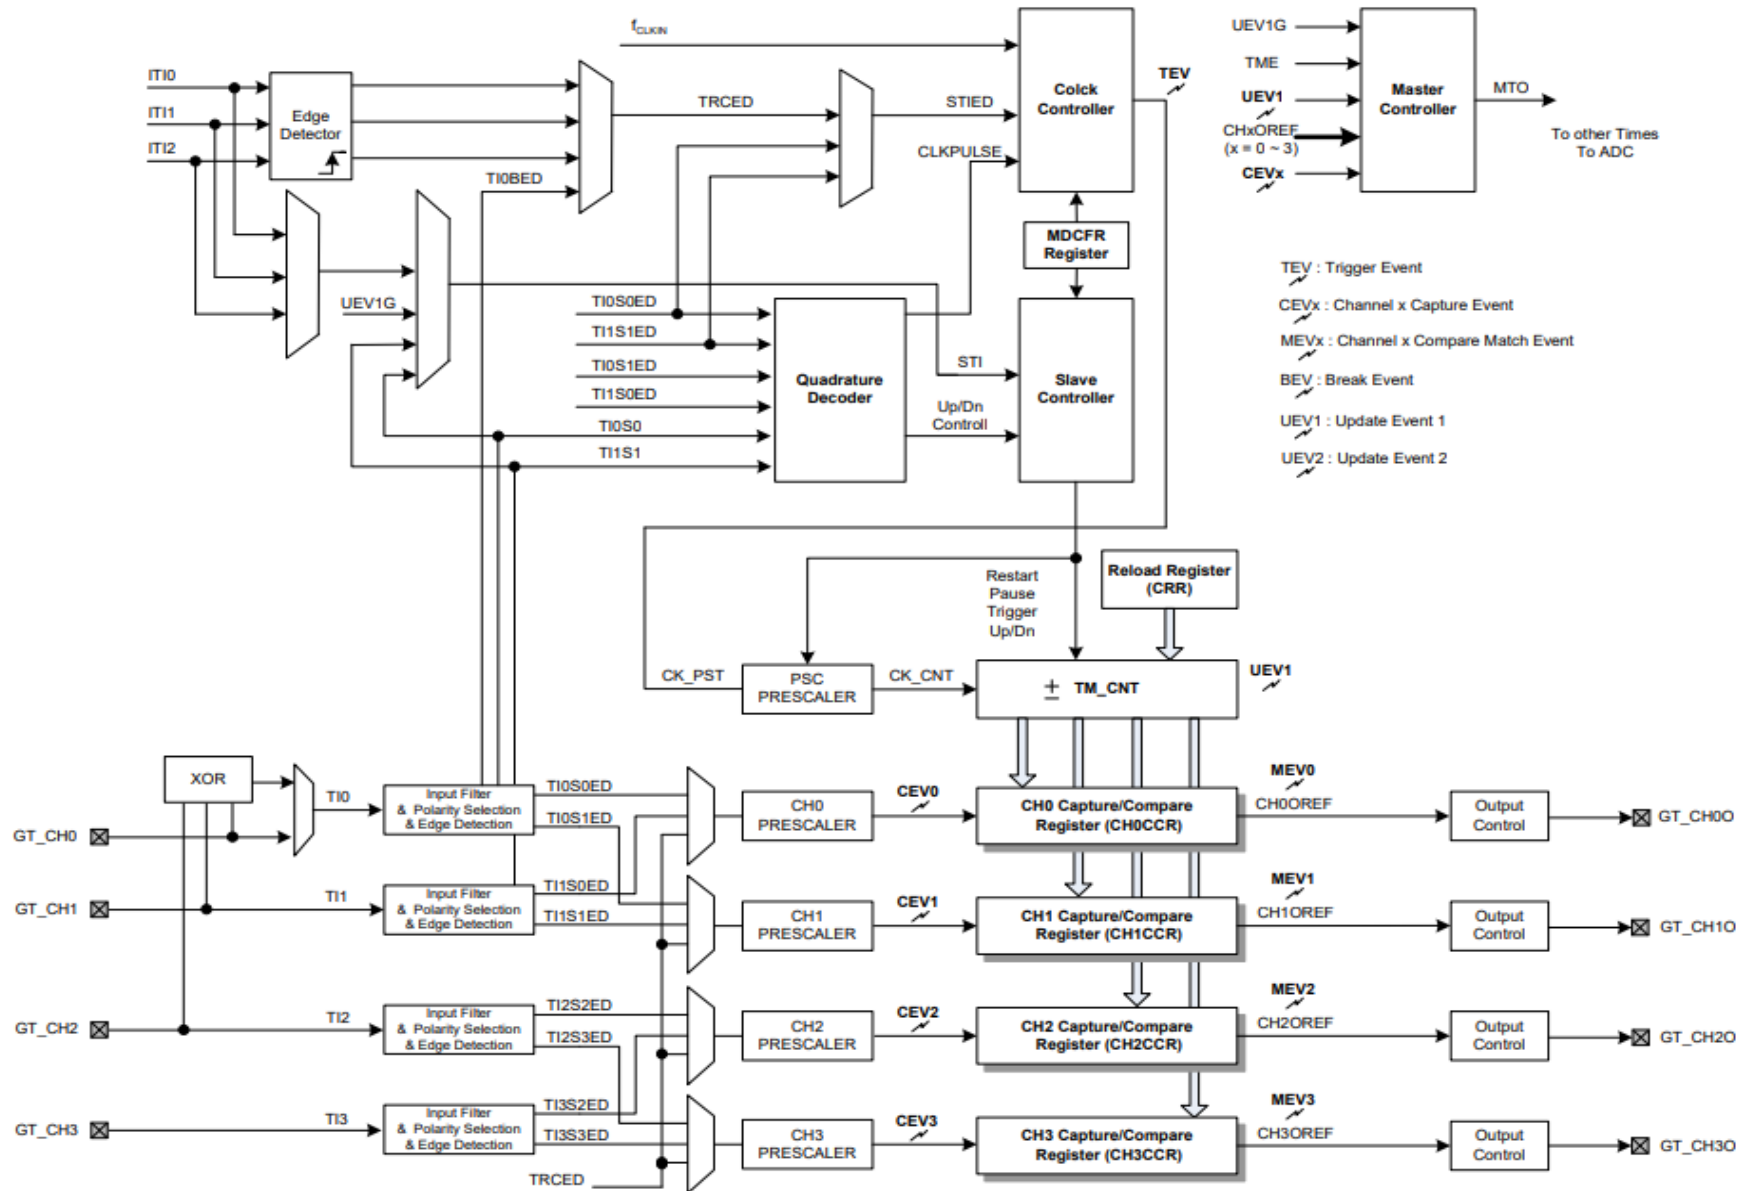 fCLKIN
UEV1G
ITI0
TME
TEV
Colck
Controller
Edge
Detector
TRCED
STIED
UEV1
Master
Controller
MTO
ITI1
CHxOREF
(x = 0 ~ 3)
To other Times
To ADC
ITI2
CLKPULSE
TI0BED
CEVx
MDCFR
Register
TEV : Trigger Event
UEV1G
TI0S0ED
CEVx : Channel x Capture Event
TI1S1ED
MEVx : Channel x Compare Match Event
TI0S1ED
STI
Quadrature
Decoder
Slave
Controller
BEV : Break Event
TI1S0ED
Up/Dn
Controll
TI0S0
UEV1 : Update Event 1
TI1S1
UEV2 : Update Event 2
Restart
Pause
Trigger
Up/Dn
Reload Register
(CRR)
CK_PST
PSC
PRESCALER
CK_CNT
± TM_CNT
UEV1
XOR
TI0
Input Filter
& Polarity Selection
& Edge Detection
TI0S0ED
TI0S1ED
CH0
PRESCALER
CEV0
CH0 Capture/Compare
Register (CH0CCR)
MEV0
CH0OREF
Output
Control
GT_CH0O
GT_CH0
GT_CH1
TI1
Input Filter
& Polarity Selection
& Edge Detection
TI1S0ED
TI1S1ED
CH1
PRESCALER
CEV1
CH1 Capture/Compare
Register (CH1CCR)
MEV1
CH1OREF
Output
Control
GT_CH1O
GT_CH2
TI2
Input Filter
& Polarity Selection
& Edge Detection
TI2S2ED
TI2S3ED
CH2
PRESCALER
CEV2
CH2 Capture/Compare
Register (CH2CCR)
MEV2
CH2OREF
Output
Control
GT_CH2O
GT_CH3
TI3
Input Filter
& Polarity Selection
& Edge Detection
TI3S2ED
TI3S3ED
CH3
PRESCALER
CEV3
CH3 Capture/Compare
Register (CH3CCR)
MEV3
CH3OREF
Output
Control
GT_CH3O
TRCED